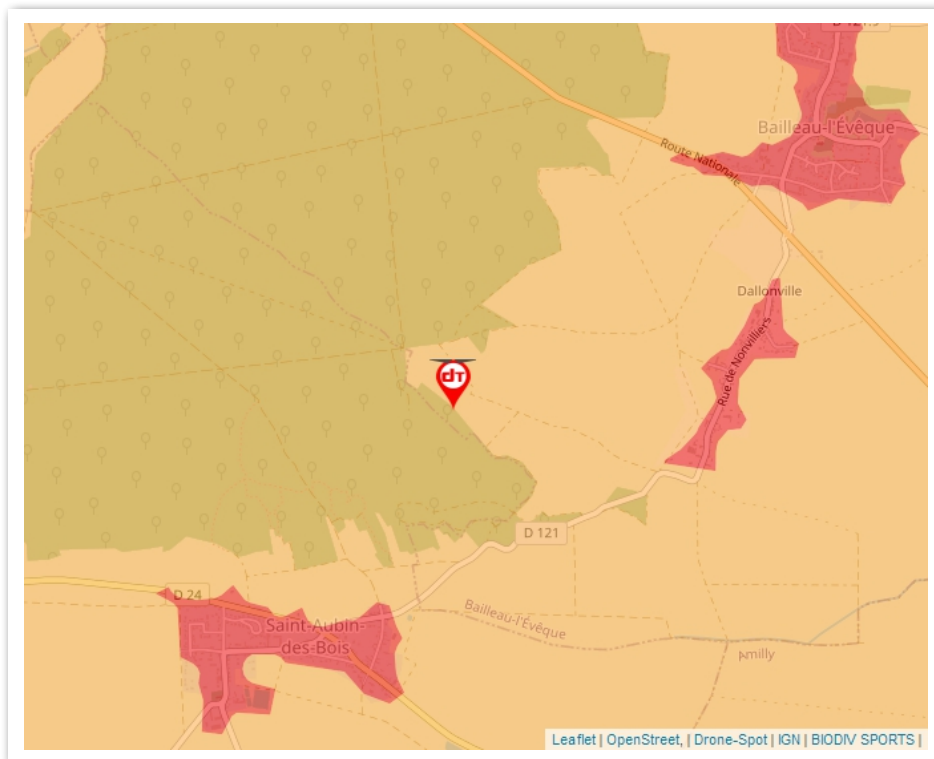 Bailleau-l'Évêque
Route Nationale
Dallonville
Rue de Nonvilliers
dT
D 121
D 24
Saint-Aubin-
des-Bois
Bailleau-l'Évêque
Amilly
Leaflet | OpenStreet, | Drone-Spot | IGN | BIODIV SPORTS |